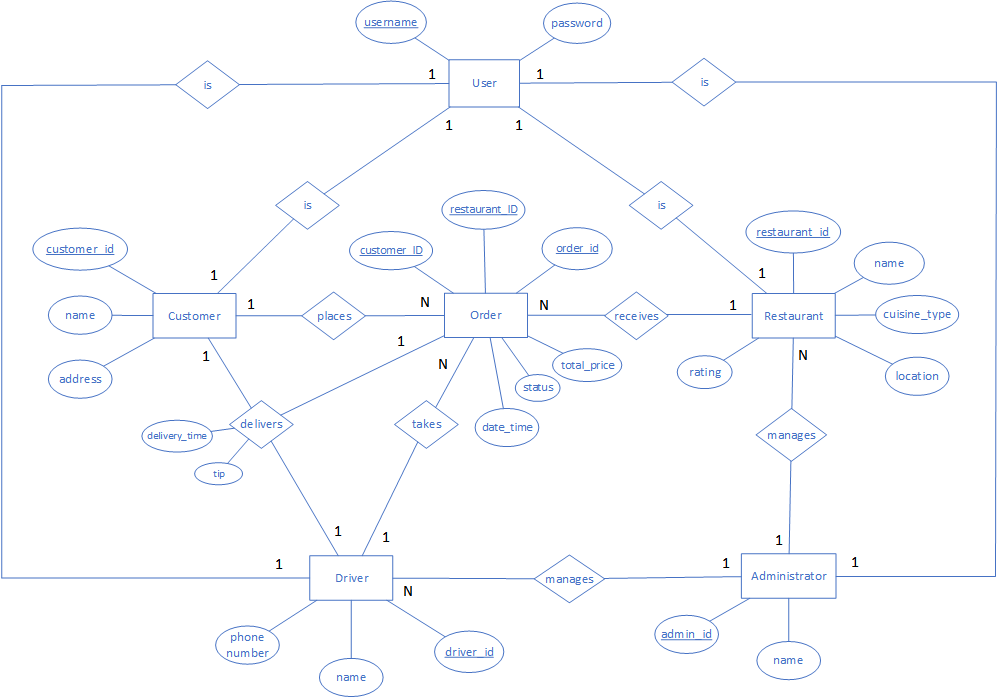 username
password
1
User
1
is
is
1
1
is
is
restaurant_ID
customer_id
customer_ID
order_id
restaurant_id
name
1
1
name
Customer
1
places
N
Order
N
receives
1
Restaurant
cuisine_type
1
1
N
N
address
total_price
rating
location
status
delivers
takes
date_time
manages
delivery_time
tip
1
1
1
1
1
1
Driver
N
manages
Administrator
phone
number
name
driver_id
admin_id
name